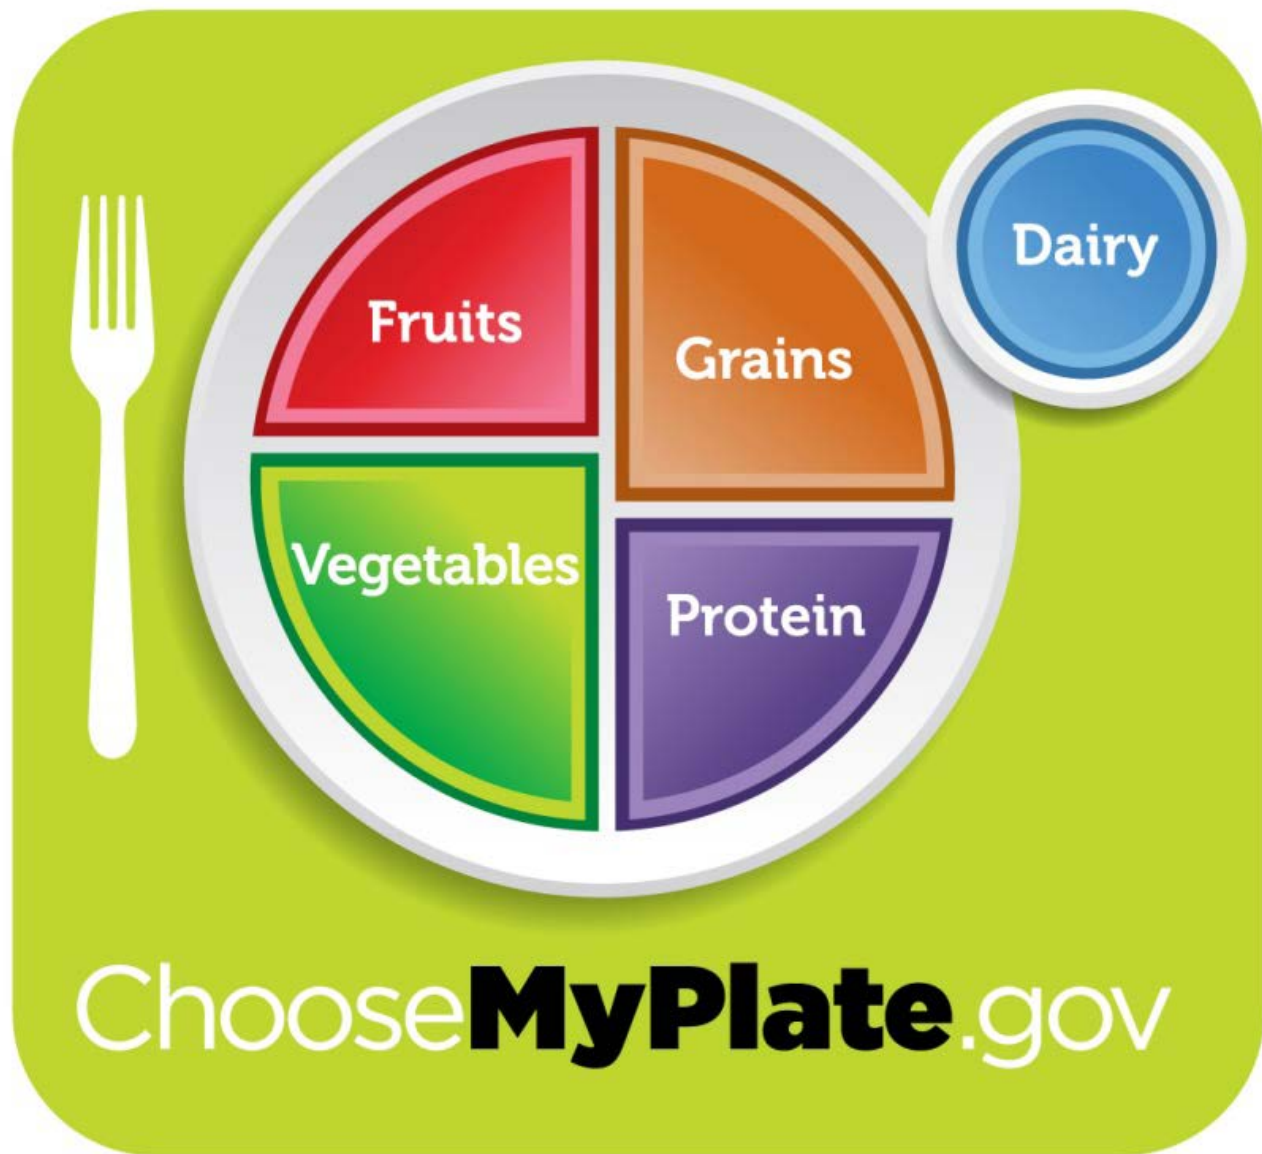 Dairy
Fruits
Grains
Vegetables
Protein
ChooseMyPlate.gov